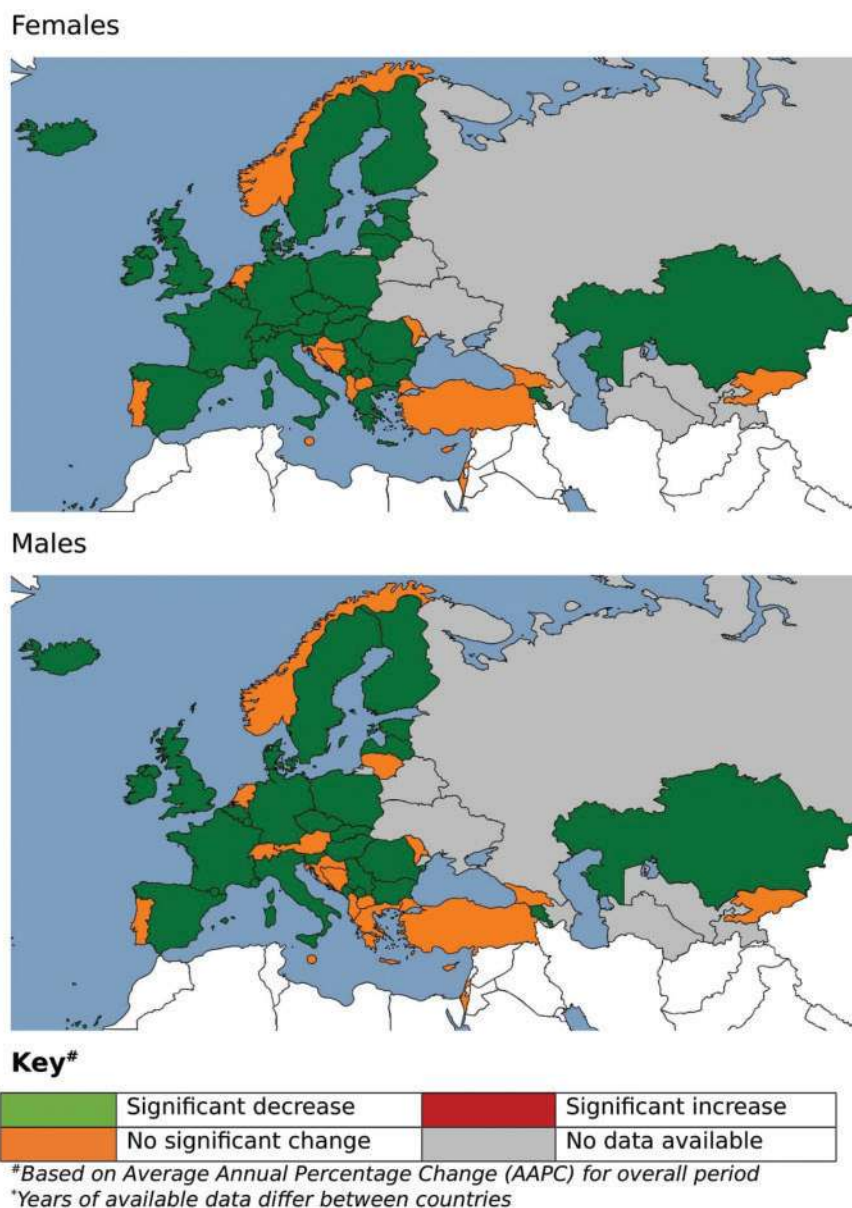 Females
Males
Key#
Significant decrease
Significant increase
No significant change
No data available
#Based on Average Annual Percentage Change (AAPC) for overall period
*Years of available data differ between countries